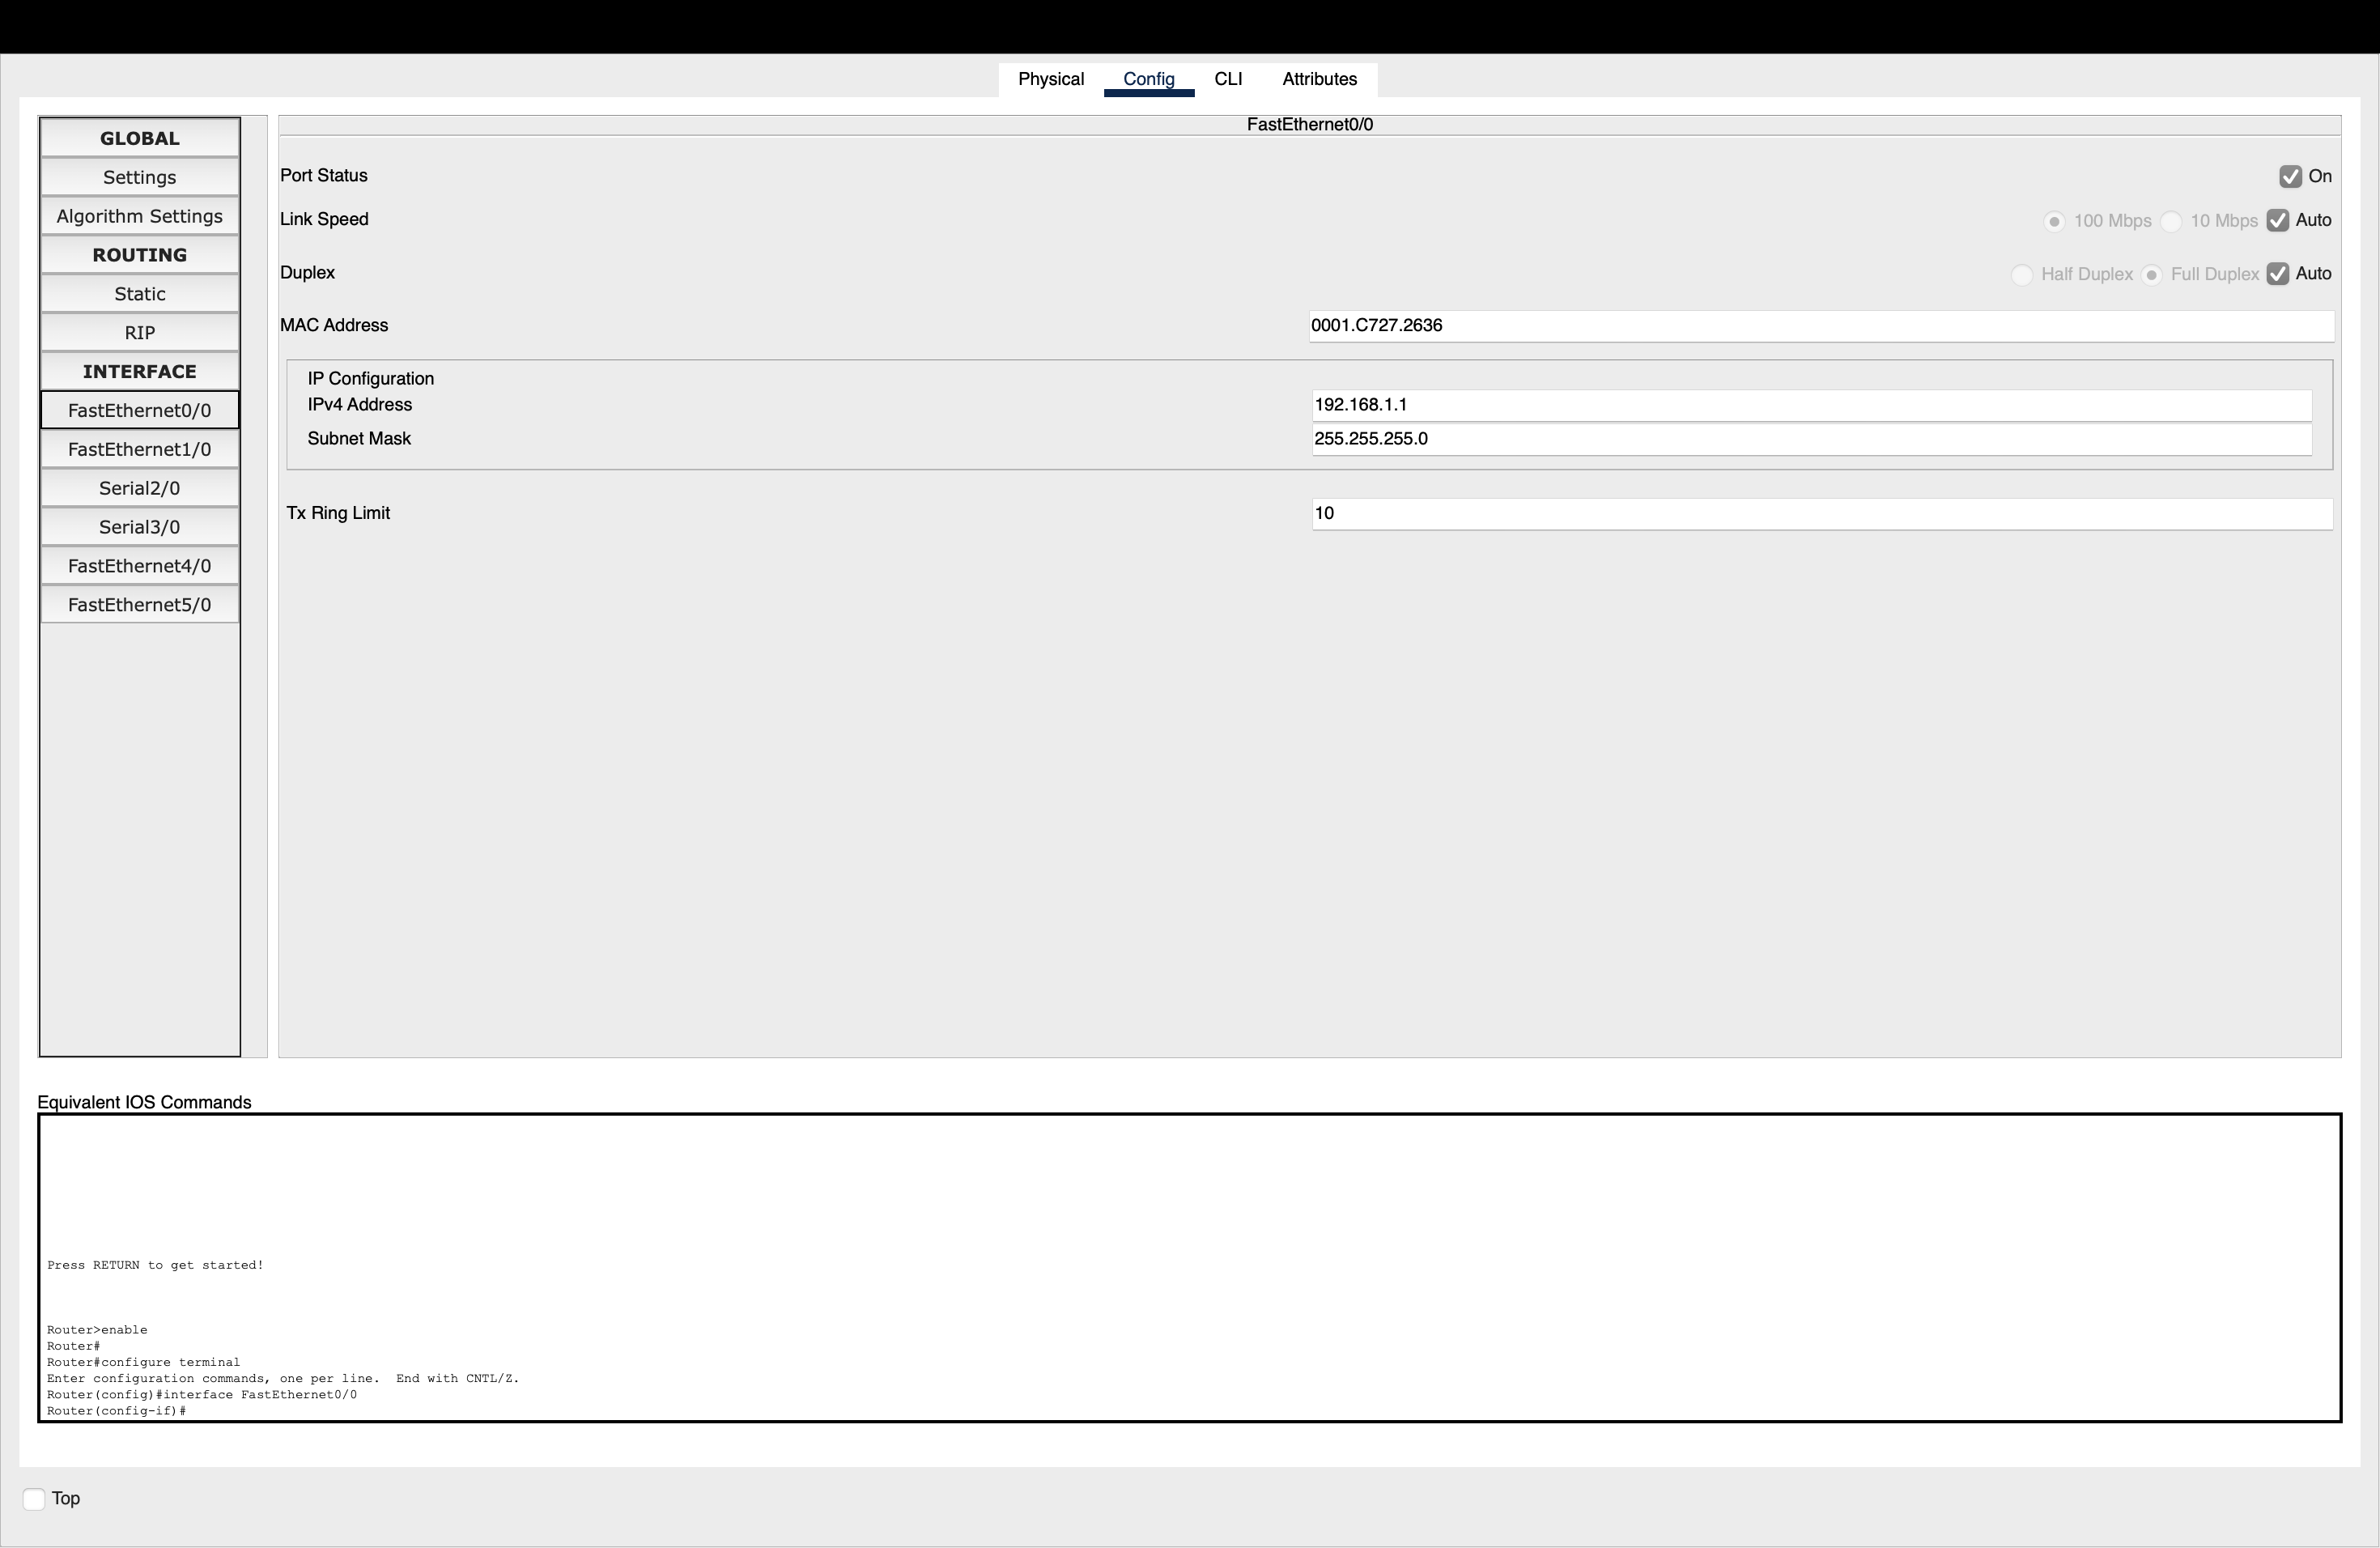 Physical Config CLI Attributes
GLOBAL
Settings
Algorithm Settings
ROUTING
Static
RIP
INTERFACE
FastEthernet0/0
FastEthernet1/0
Serial2/0
Serial3/0
FastEthernet4/0
FastEthernet5/0
FastEthernet0/0
Port Status On
Link Speed 100 Mbps 10 Mbps Auto
Duplex Half Duplex Full Duplex Auto
MAC Address 0001.C727.2636
IP Configuration
IPv4 Address 192.168.1.1
Subnet Mask 255.255.255.0
Tx Ring Limit 10
Equivalent IOS Commands
Press RETURN to get started!
Router>enable
Router#
Router#configure terminal
Enter configuration commands, one per line.  End with CNTL/Z.
Router(config)#interface FastEthernet0/0
Router(config-if)#
Top